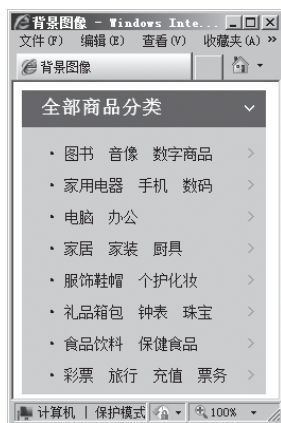 背景图像 - Windows Inte...
文件(F) 编辑(E) 查看(V) 收藏夹(A) »
背景图像
全部商品分类
· 图书 音像 数字商品 >
· 家用电器 手机 数码 >
· 电脑 办公 >
· 家居 家装 厨具 >
· 服饰鞋帽 个护化妆 >
· 礼品箱包 钟表 珠宝 >
· 食品饮料 保健食品 >
· 彩票 旅行 充值 票务 >
计算机 | 保护模式 100%